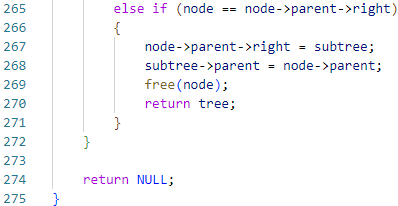 265 else if (node == node->parent->right)
266 {
267 node->parent->right = subtree;
268 subtree->parent = node->parent;
269 free(node);
270 return tree;
271 }
272 }
273
274 return NULL;
275 }